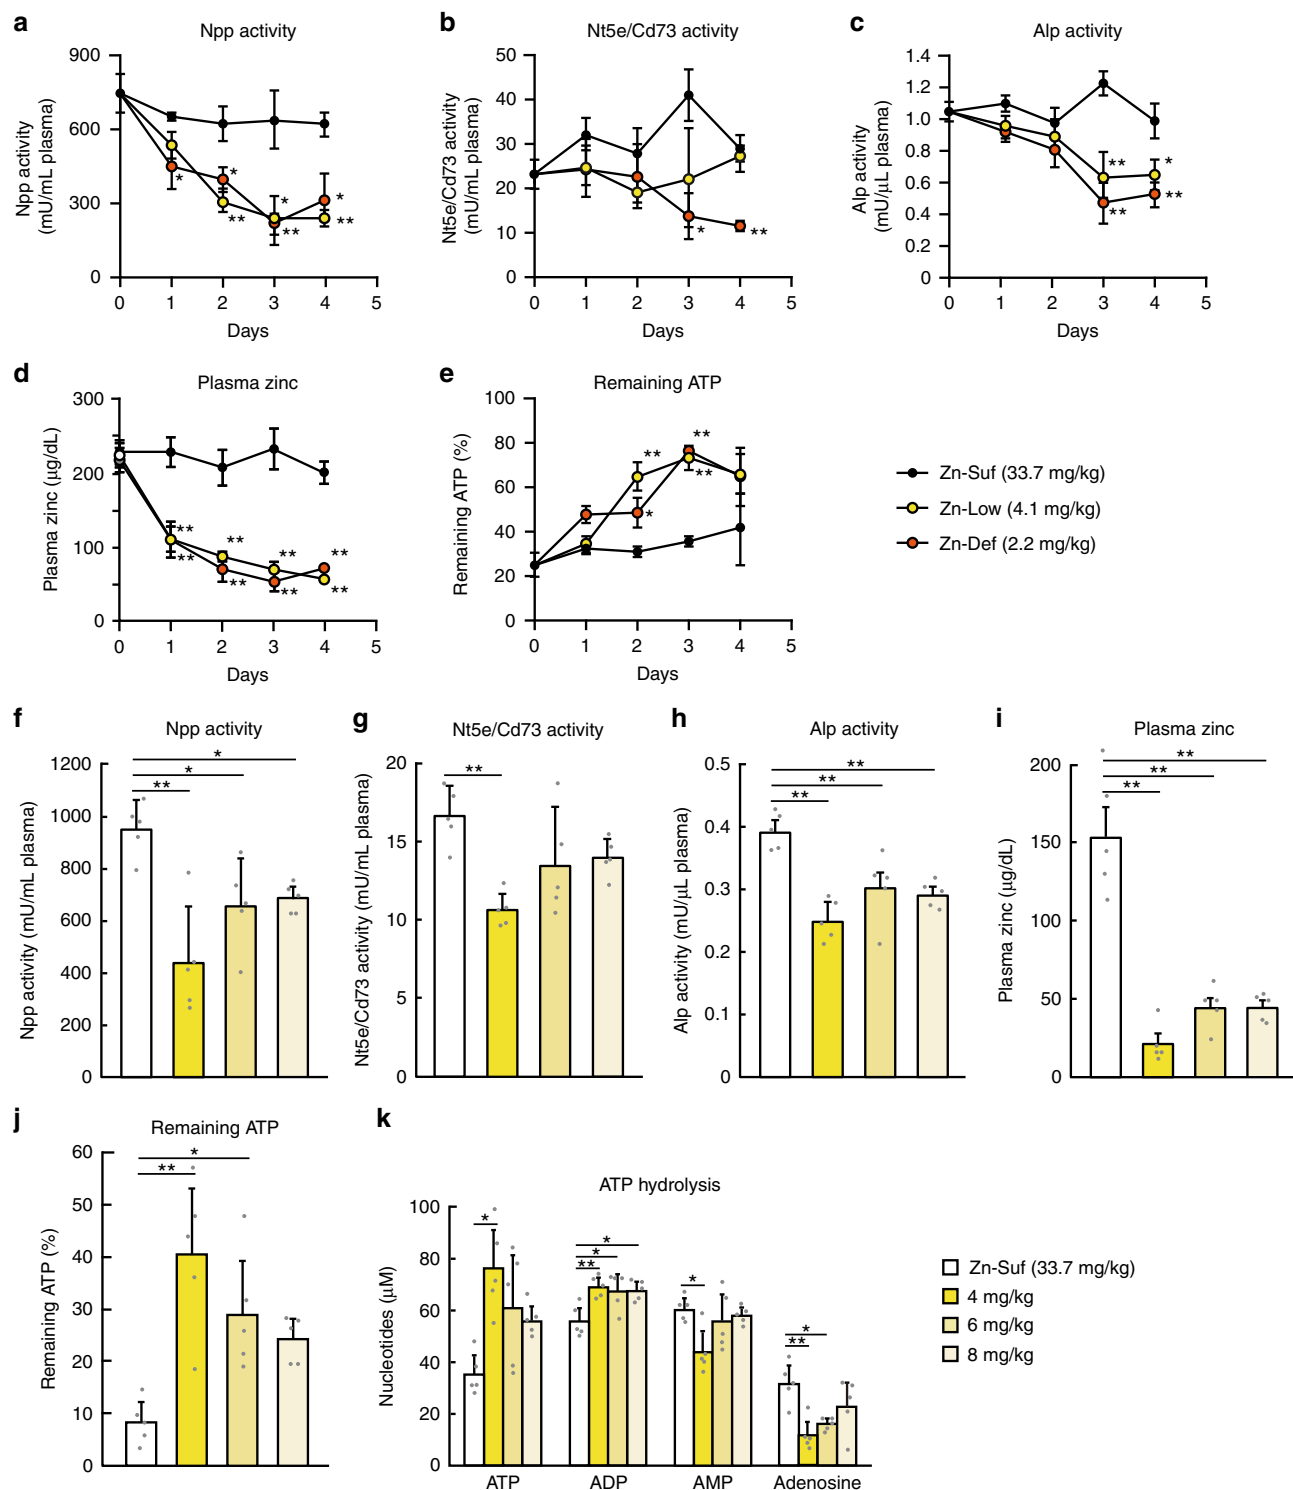 a
Npp activity
Npp activity
(mU/mL plasma)
900
600
300
0
0 1 2 3 4 5
Days
*
*
**
*
**
*
**
b
Nt5e/Cd73 activity
Nt5e/Cd73 activity
(mU/mL plasma)
50
40
30
20
10
0
0 1 2 3 4 5
Days
*
**
c
Alp activity
Alp activity
(mU/µL plasma)
1.4
1.2
1.0
0.8
0.6
0.4
0.2
0
0 1 2 3 4 5
Days
**
**
*
**
d
Plasma zinc
Plasma zinc (µg/dL)
300
200
100
0
0 1 2 3 4 5
Days
**
**
**
**
**
**
**
**
e
Remaining ATP
Remaining ATP (%)
100
80
60
40
20
0
0 1 2 3 4 5
Days
**
*
**
**
Zn-Suf (33.7 mg/kg)
Zn-Low (4.1 mg/kg)
Zn-Def (2.2 mg/kg)
f
Npp activity
Npp activity (mU/mL plasma)
1200
1000
800
600
400
200
0
*
*
**
g
Nt5e/Cd73 activity
Nt5e/Cd73 activity (mU/mL plasma)
20
15
10
5
0
**
h
Alp activity
Alp activity (mU/µL plasma)
0.5
0.4
0.3
0.2
0.1
0
**
**
**
i
Plasma zinc
Plasma zinc (µg/dL)
200
150
100
50
0
**
**
**
j
Remaining ATP
Remaining ATP (%)
60
50
40
30
20
10
0
*
**
k
ATP hydrolysis
Nucleotides (µM)
100
80
60
40
20
0
*
*
*
**
*
*
**
ATP ADP AMP Adenosine
Zn-Suf (33.7 mg/kg)
4 mg/kg
6 mg/kg
8 mg/kg